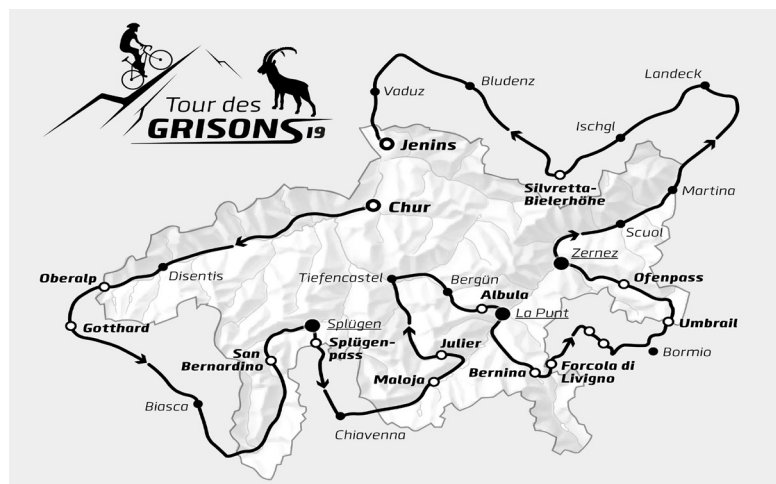 Tour des
GRISONS 19
Vaduz
Bludenz
Landeck
Ischgl
Jenins
Silvretta-
Bielerhöhe
Martina
Chur
Scuol
Zernez
Oberalp
Disentis
Tiefencastel
Bergün
Ofenpass
Albula
La Punt
Gotthard
Splügen
Umbrail
Splügen-
pass
Julier
San
Bernardino
Bormio
Maloja
Bernina
Forcola di
Livigno
Biasca
Chiavenna